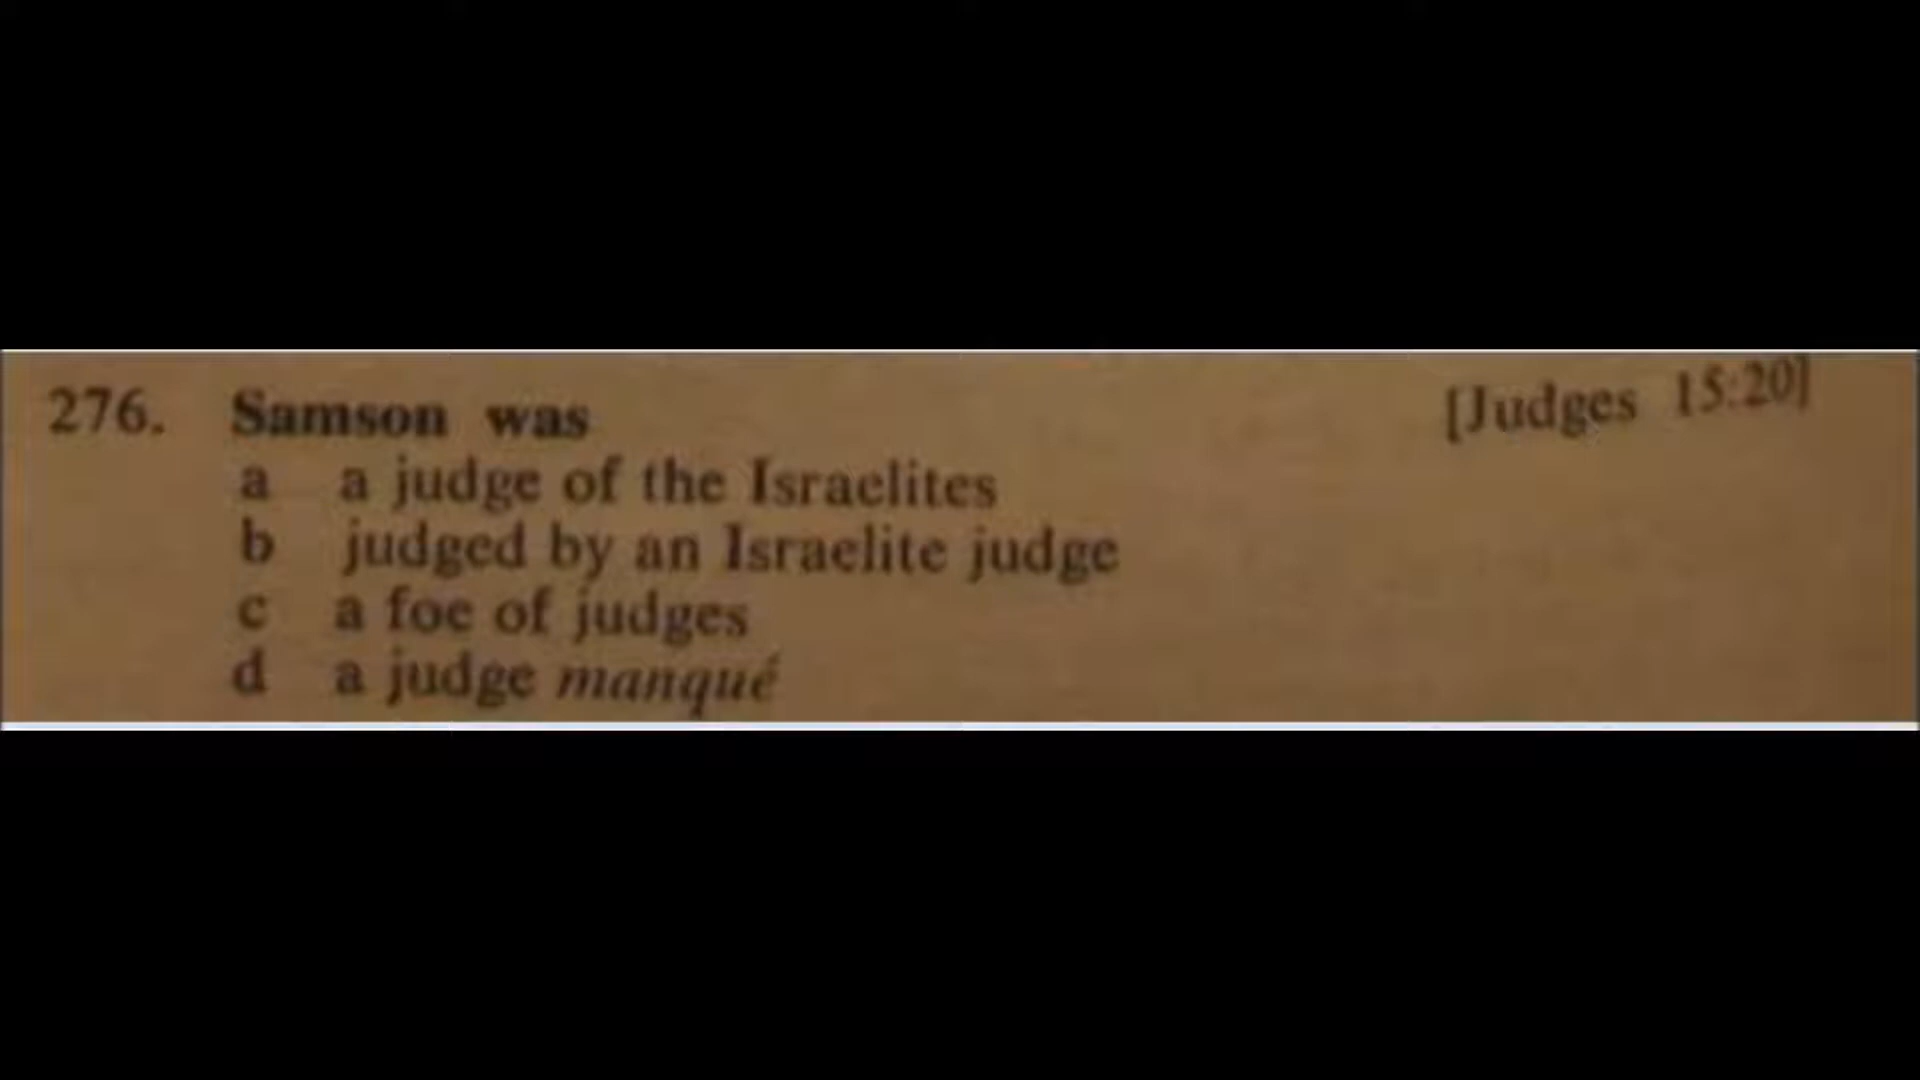 276. Samson was [Judges 15:20]
a a judge of the Israelites
b judged by an Israelite judge
c a foe of judges
d a judge manqué